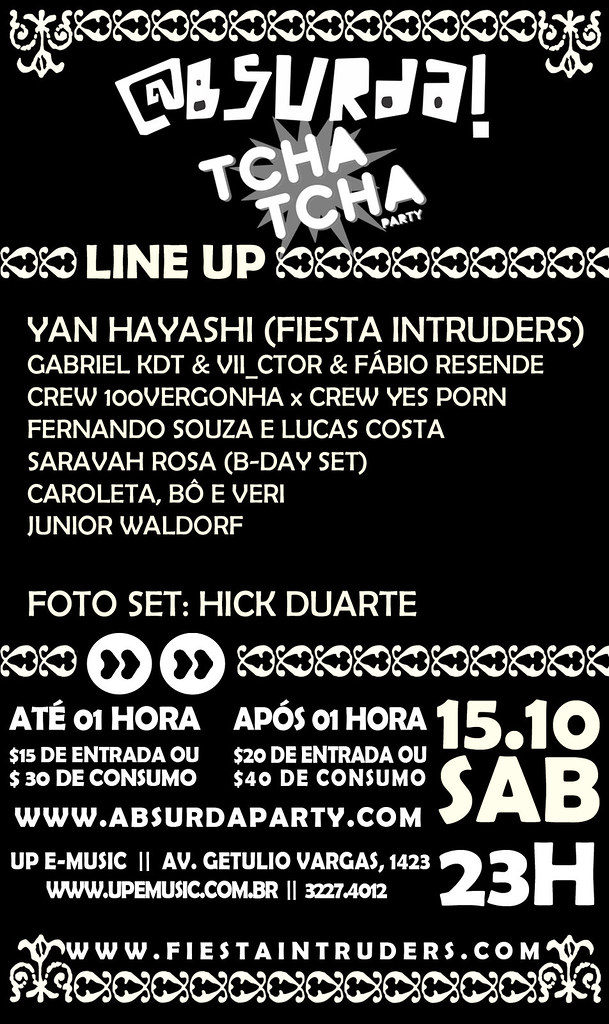 @bSURda!
TCHA
TCHA
PARTY
LINE UP
YAN HAYASHI (FIESTA INTRUDERS)
GABRIEL KDT & VII_CTOR & FÁBIO RESENDE
CREW 100VERGONHA x CREW YES PORN
FERNANDO SOUZA E LUCAS COSTA
SARAVAH ROSA (B-DAY SET)
CAROLETA, BÔ E VERI
JUNIOR WALDORF
FOTO SET: HICK DUARTE
ATÉ 01 HORA
$15 DE ENTRADA OU
$ 30 DE CONSUMO
APÓS 01 HORA
$20 DE ENTRADA OU
$40 DE CONSUMO
15.10
SAB
23H
WWW.ABSURDAPARTY.COM
UP E-MUSIC || AV. GETULIO VARGAS, 1423
WWW.UPEMUSIC.COM.BR || 3227.4012
WWW.FIESTAINTRUDERS.COM